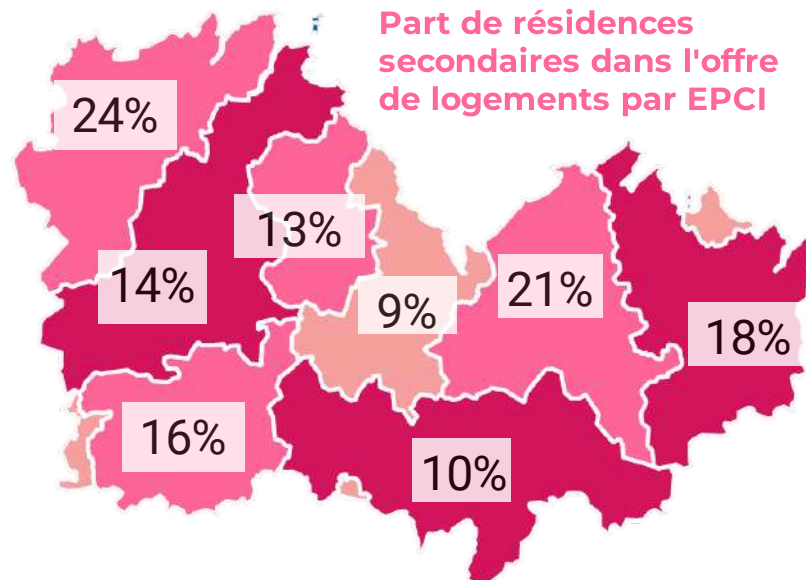 Part de résidences
secondaires dans l'offre
de logements par EPCI
24%
13%
14%
9%
21%
18%
16%
10%